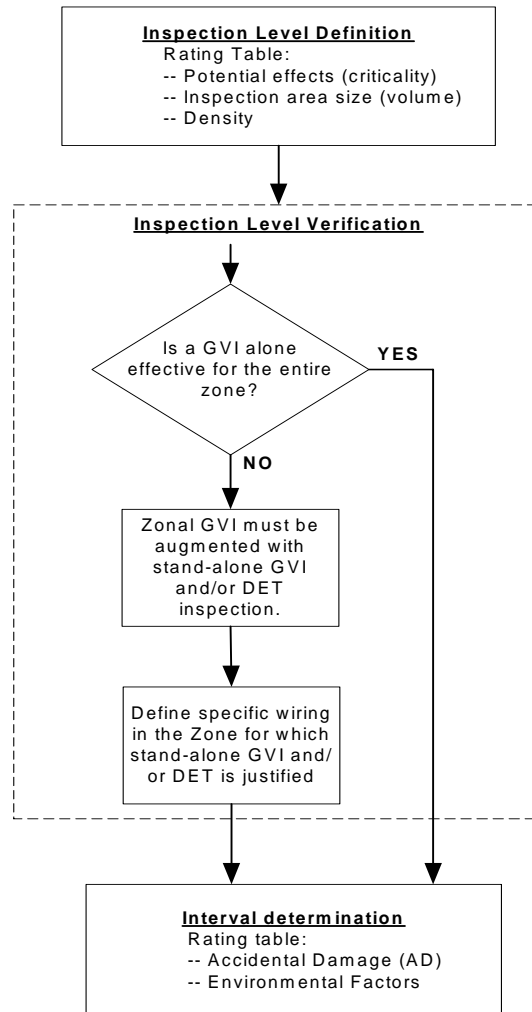 Inspection Level Definition
Rating Table:
-- Potential effects (criticality)
-- Inspection area size (volume)
-- Density
Inspection Level Verification
Is a GVI alone
effective for the entire
zone?
YES
NO
Zonal GVI must be
augmented with
stand-alone GVI
and/or DET
inspection.
Define specific wiring
in the Zone for which
stand-alone GVI and/
or DET is justified
Interval determination
Rating table:
-- Accidental Damage (AD)
-- Environmental Factors